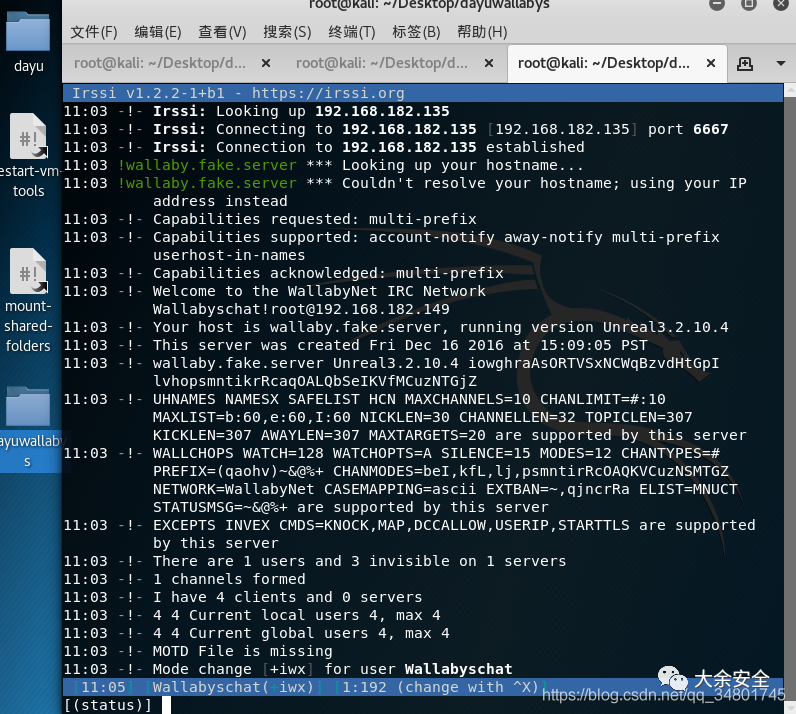 root@kali: ~/Desktop/dayuwallabys
文件(F) 编辑(E) 查看(V) 搜索(S) 终端(T) 标签(B) 帮助(H)
root@kali: ~/Desktop/d... × root@kali: ~/Desktop/d... × root@kali: ~/Desktop/d... ×
dayu
estart-vm-
tools
mount-
shared-
folders
ayuwallaby
s
Irssi v1.2.2-1+b1 - https://irssi.org
11:03 -!- Irssi: Looking up 192.168.182.135
11:03 -!- Irssi: Connecting to 192.168.182.135 [192.168.182.135] port 6667
11:03 -!- Irssi: Connection to 192.168.182.135 established
11:03 !wallaby.fake.server *** Looking up your hostname...
11:03 !wallaby.fake.server *** Couldn't resolve your hostname; using your IP
address instead
11:03 -!- Capabilities requested: multi-prefix
11:03 -!- Capabilities supported: account-notify away-notify multi-prefix
userhost-in-names
11:03 -!- Capabilities acknowledged: multi-prefix
11:03 -!- Welcome to the WallabyNet IRC Network
Wallabyschat!root@192.168.182.149
11:03 -!- Your host is wallaby.fake.server, running version Unreal3.2.10.4
11:03 -!- This server was created Fri Dec 16 2016 at 15:09:05 PST
11:03 -!- wallaby.fake.server Unreal3.2.10.4 iowghraAsORTVSxNCWqBzvdHtGpI
lvhopsmntikrRcaqOALQbSeIKVfMCuzNTGjZ
11:03 -!- UHNAMES NAMESX SAFELIST HCN MAXCHANNELS=10 CHANLIMIT=#:10
MAXLIST=b:60,e:60,I:60 NICKLEN=30 CHANNELLEN=32 TOPICLEN=307
KICKLEN=307 AWAYLEN=307 MAXTARGETS=20 are supported by this server
11:03 -!- WALLCHOPS WATCH=128 WATCHOPTS=A SILENCE=15 MODES=12 CHANTYPES=#
PREFIX=(qaohv)~&@%+ CHANMODES=beI,kfL,lj,psmntirRcOAQKVCuzNSMTGZ
NETWORK=WallabyNet CASEMAPPING=ascii EXTBAN=~,qjncrRa ELIST=MNUCT
STATUSMSG=~&@%+ are supported by this server
11:03 -!- EXCEPTS INVEX CMDS=KNOCK,MAP,DCCALLOW,USERIP,STARTTLS are supported
by this server
11:03 -!- There are 1 users and 3 invisible on 1 servers
11:03 -!- 1 channels formed
11:03 -!- I have 4 clients and 0 servers
11:03 -!- 4 4 Current local users 4, max 4
11:03 -!- 4 4 Current global users 4, max 4
11:03 -!- MOTD File is missing
11:03 -!- Mode change [+iwx] for user Wallabyschat
[11:05] [Wallabyschat(+iwx)] [1:192 (change with ^X)]
[(status)]
大余安全
https://blog.csdn.net/qq_34801745